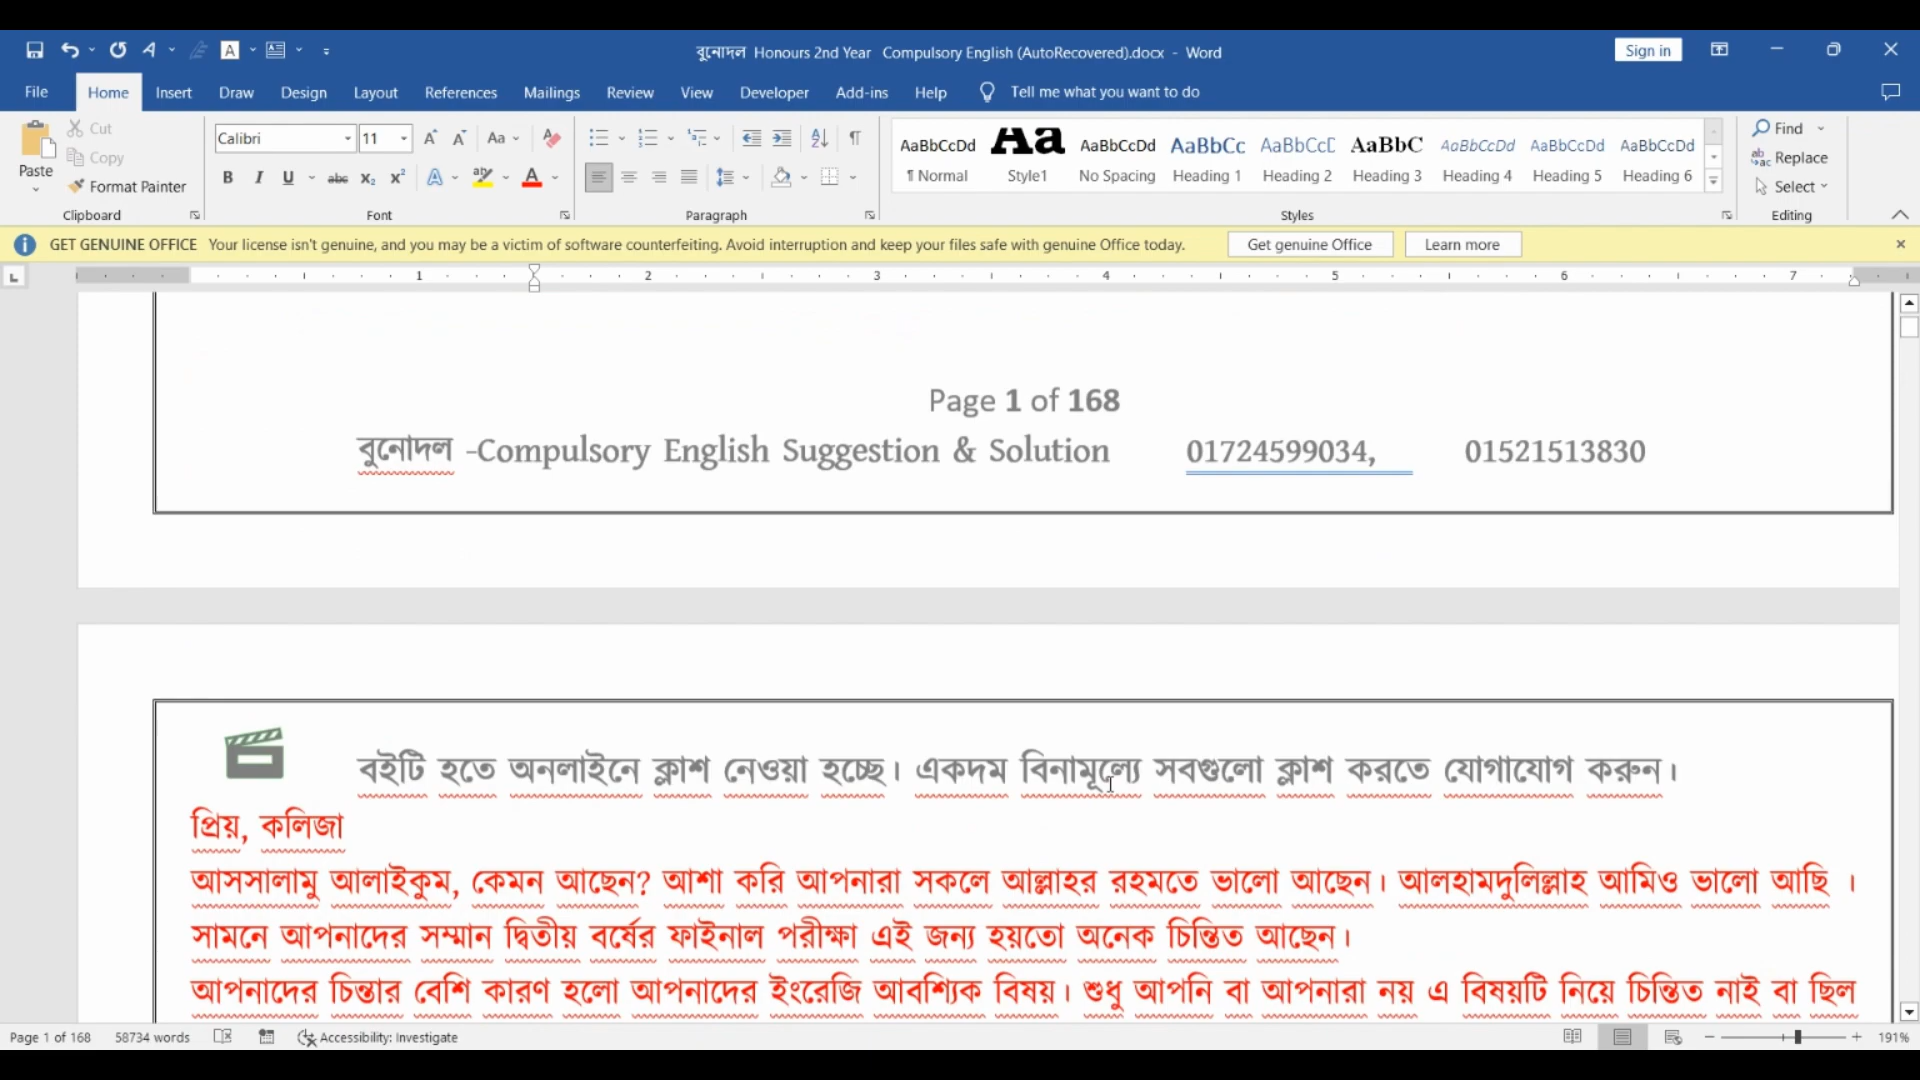 বুনোদল Honours 2nd Year Compulsory English (AutoRecovered).docx - Word
Sign in
File Home Insert Draw Design Layout References Mailings Review View Developer Add-ins Help Tell me what you want to do
Paste
Cut
Copy
Format Painter
Clipboard
Calibri 11
Font
Paragraph
AaBbCcDd Aa AaBbCcDd AaBbCc AaBbCcC AaBbC AaBbCcDd AaBbCcDd AaBbCcDd
¶ Normal Style1 No Spacing Heading 1 Heading 2 Heading 3 Heading 4 Heading 5 Heading 6
Styles
Find
Replace
Select
Editing
GET GENUINE OFFICE Your license isn't genuine, and you may be a victim of software counterfeiting. Avoid interruption and keep your files safe with genuine Office today. Get genuine Office Learn more
1 2 3 4 5 6 7
Page 1 of 168
বুনোদল -Compulsory English Suggestion & Solution 01724599034, 01521513830
বইটি হতে অনলাইনে ক্লাশ নেওয়া হচ্ছে। একদম বিনামূল্যে সবগুলো ক্লাশ করতে যোগাযোগ করুন।
প্রিয়, কলিজা
আসসালামু আলাইকুম, কেমন আছেন? আশা করি আপনারা সকলে আল্লাহর রহমতে ভালো আছেন। আলহামদুলিল্লাহ আমিও ভালো আছি ।
সামনে আপনাদের সম্মান দ্বিতীয় বর্ষের ফাইনাল পরীক্ষা এই জন্য হয়তো অনেক চিন্তিত আছেন।
আপনাদের চিন্তার বেশি কারণ হলো আপনাদের ইংরেজি আবশ্যিক বিষয়। শুধু আপনি বা আপনারা নয় এ বিষয়টি নিয়ে চিন্তিত নাই বা ছিল
Page 1 of 168 58734 words Accessibility: Investigate 191%